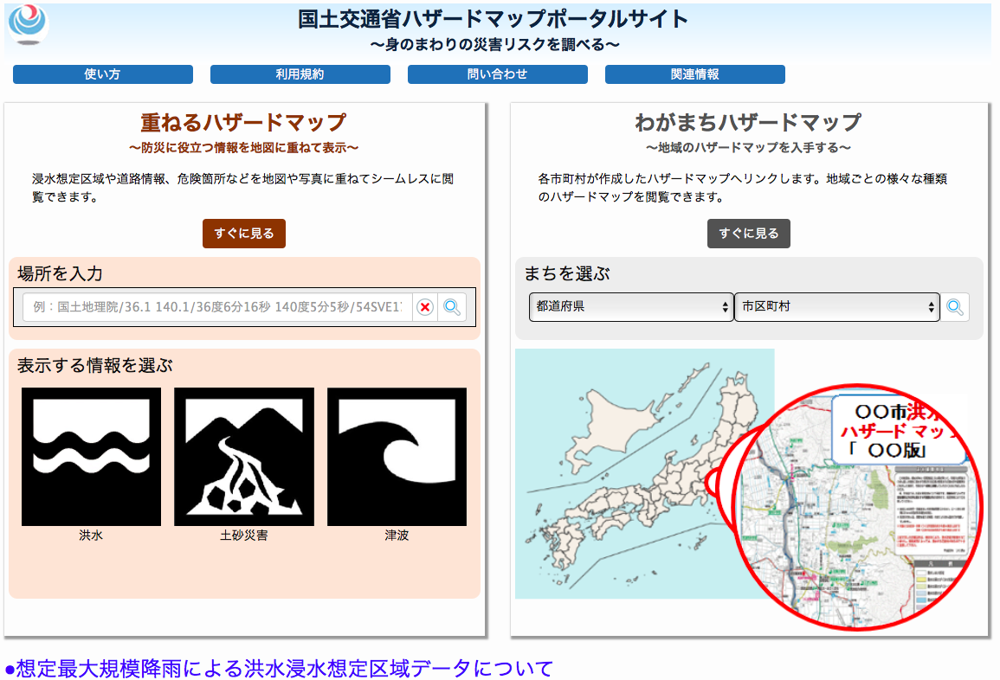 国土交通省ハザードマップポータルサイト
～身のまわりの災害リスクを調べる～
使い方
利用規約
問い合わせ
関連情報
重ねるハザードマップ
～防災に役立つ情報を地図に重ねて表示～
浸水想定区域や道路情報、危険箇所などを地図や写真に重ねてシームレスに閲
覧できます。
すぐに見る
場所を入力
例：国土地理院/36.1 140.1/36度6分16秒 140度5分5秒/54SVE1
表示する情報を選ぶ
洪水
土砂災害
津波
わがまちハザードマップ
～地域のハザードマップを入手する～
各市町村が作成したハザードマップへリンクします。地域ごとの様々な種類
のハザードマップを閲覧できます。
すぐに見る
まちを選ぶ
都道府県
市区町村
〇〇市洪水
ハザードマップ
「 〇〇版」
凡 例
●想定最大規模降雨による洪水浸水想定区域データについて